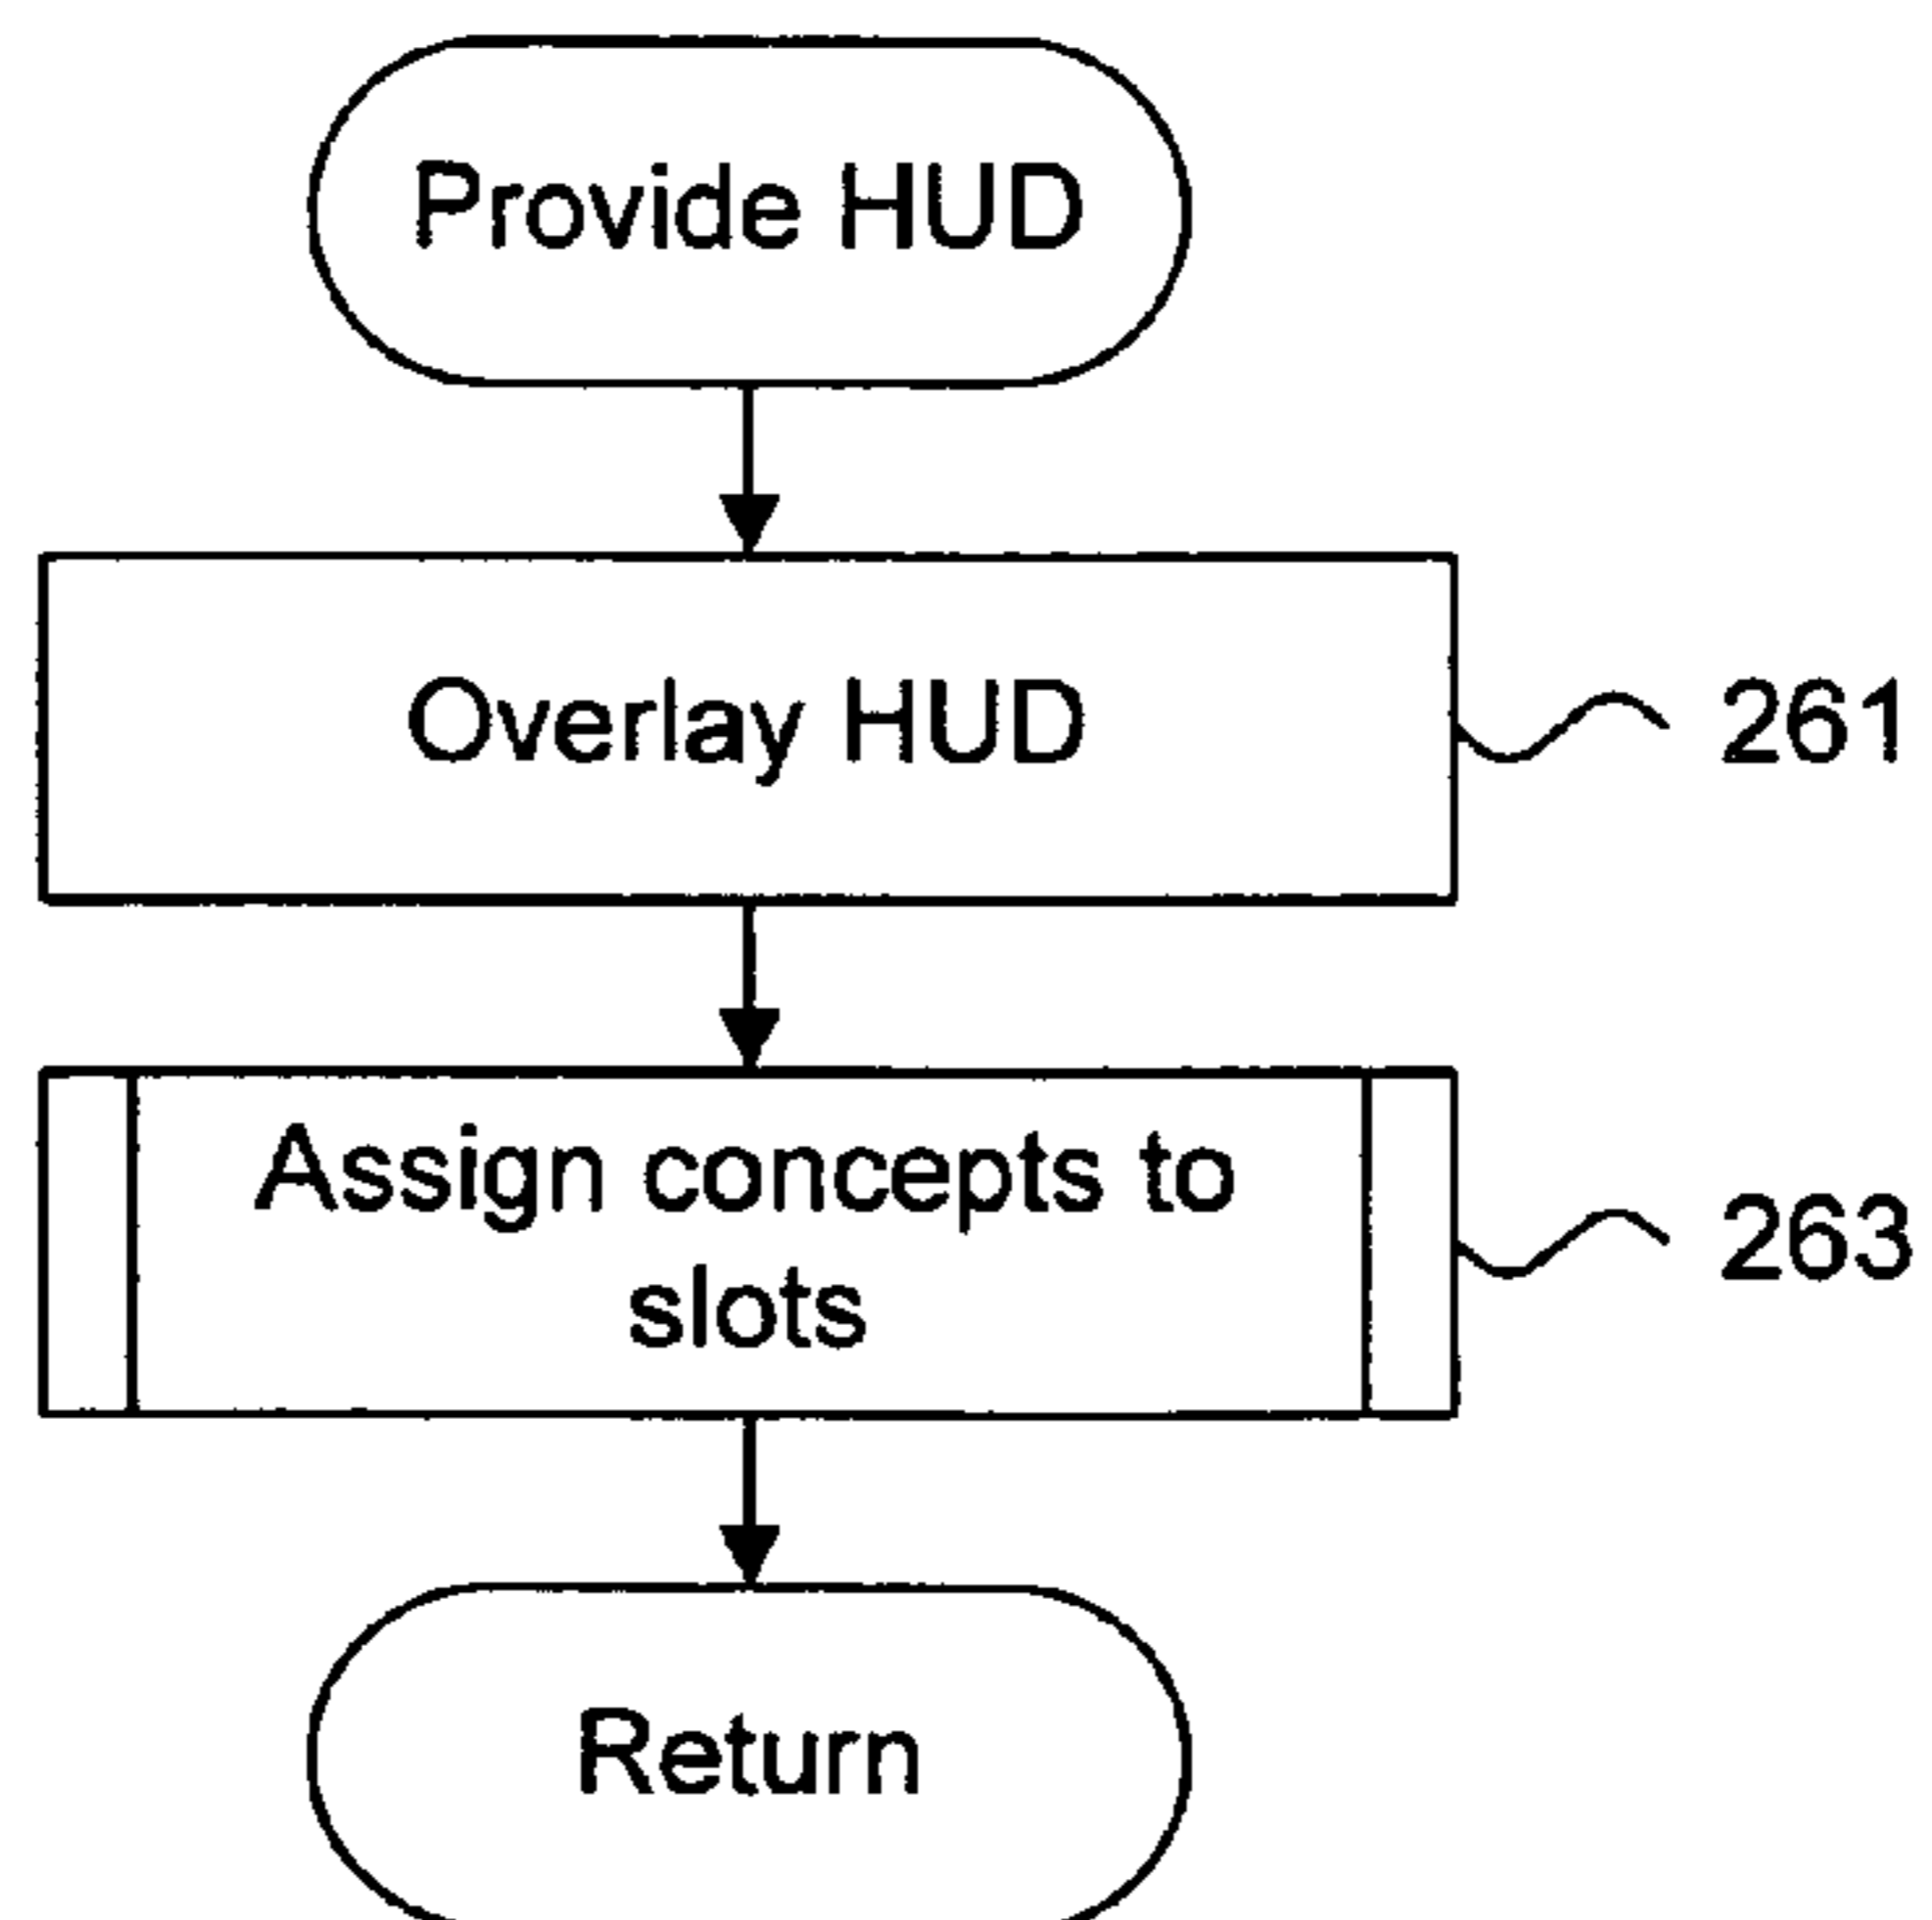 Provide HUD
Overlay HUD
261
Assign concepts to
slots
263
Return